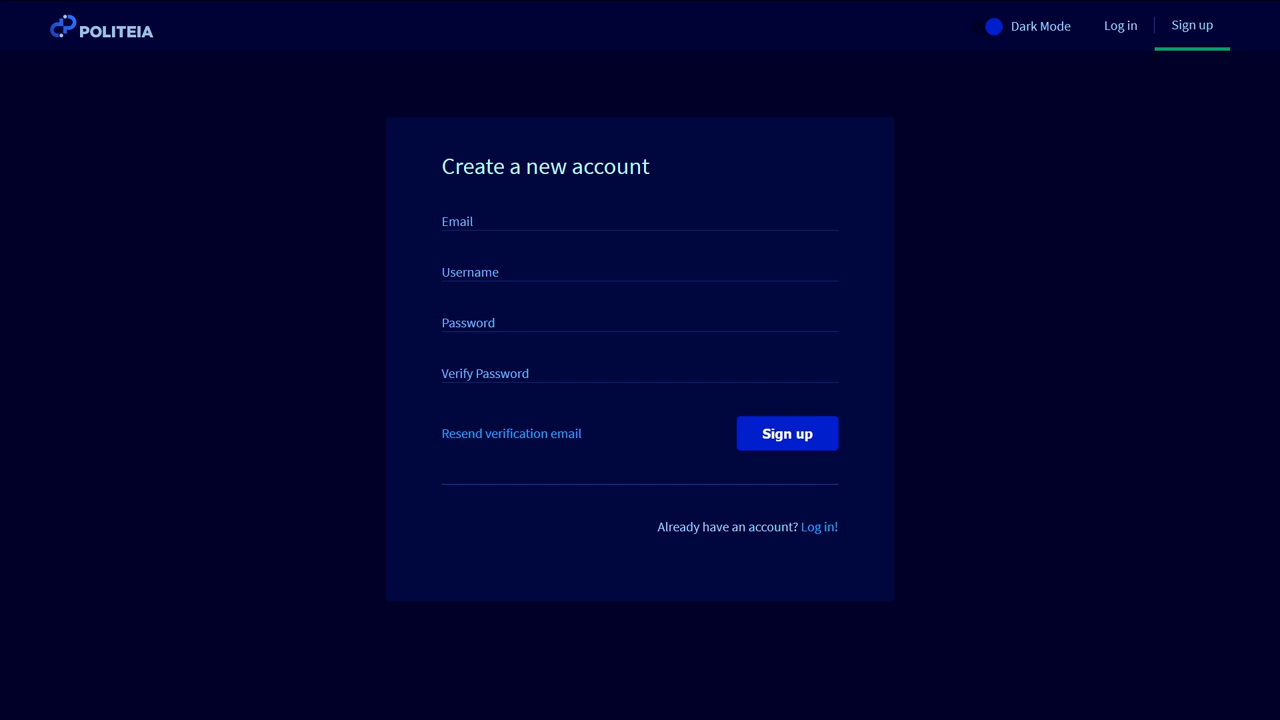 POLITEIA
Dark Mode
Log in
Sign up
Create a new account
Email
Username
Password
Verify Password
Resend verification email
Sign up
Already have an account? Log in!